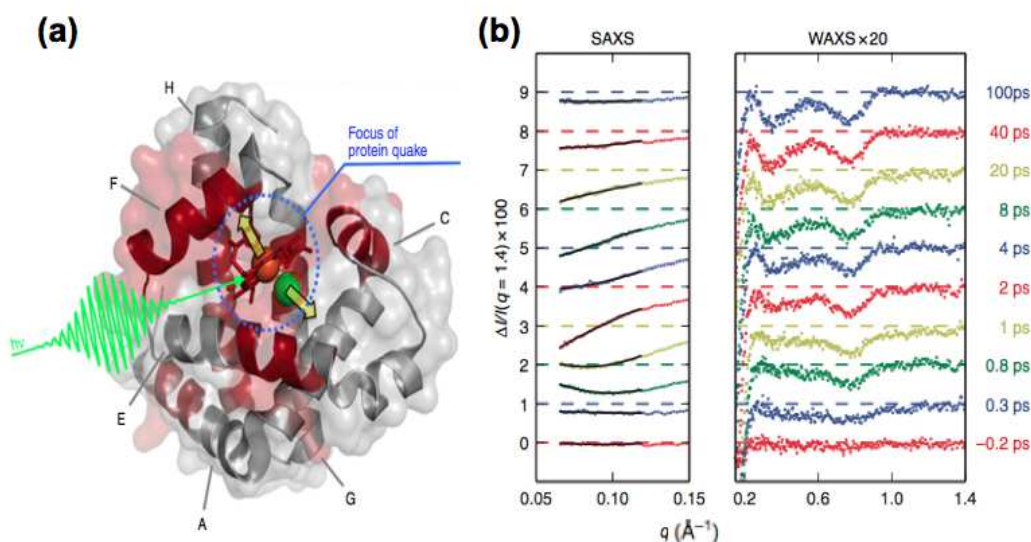 (a)
H
Focus of
protein quake
F
C
hν
E
A
G
(b)
SAXS
WAXS×20
ΔI/I(q = 1.4) ×100
9
8
7
6
5
4
3
2
1
0
100ps
40 ps
20 ps
8 ps
4 ps
2 ps
1 ps
0.8 ps
0.3 ps
−0.2 ps
0.05 0.10 0.15 0.2 0.6 1.0 1.4
q (Å−1)